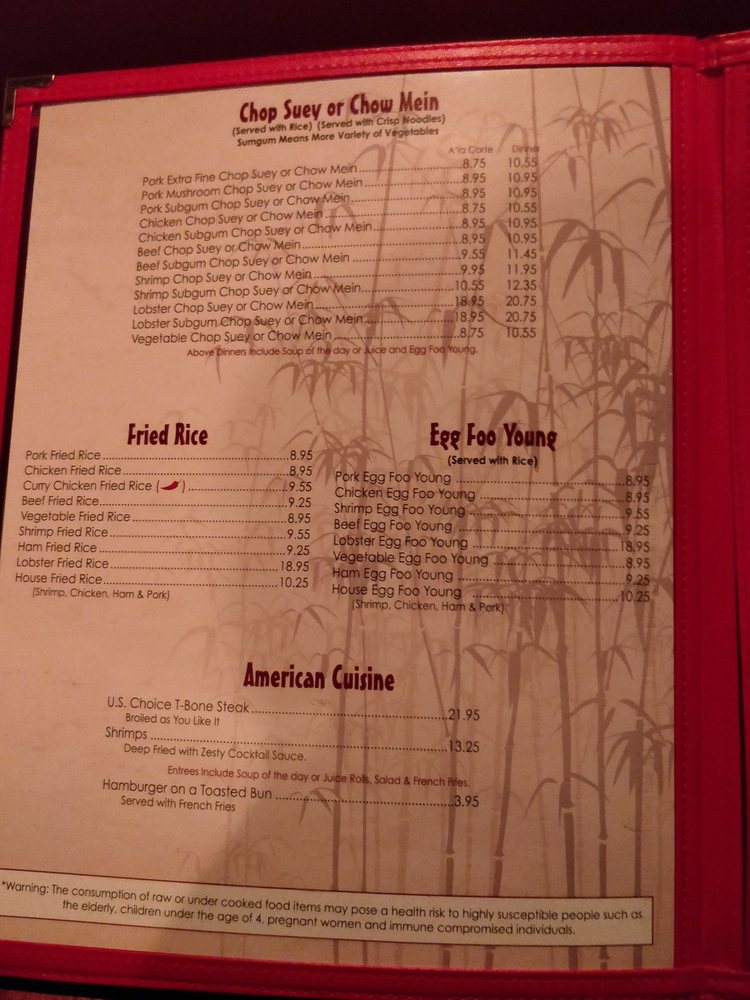 Chop Suey or Chow Mein
(Served with Rice) (Served with Crisp Noodles)
Sumgum Means More Variety of Vegetables
A'la Carte Dinner
Pork Extra Fine Chop Suey or Chow Mein 8.75 10.55
Pork Mushroom Chop Suey or Chow Mein 8.95 10.95
Pork Subgum Chop Suey or Chow Mein 8.95 10.95
Chicken Chop Suey or Chow Mein 8.75 10.55
Chicken Subgum Chop Suey or Chow Mein 8.95 10.95
Beef Chop Suey or Chow Mein 8.95 10.95
Beef Subgum Chop Suey or Chow Mein 9.55 11.45
Shrimp Chop Suey or Chow Mein 9.95 11.95
Shrimp Subgum Chop Suey or Chow Mein 10.55 12.35
Lobster Chop Suey or Chow Mein 18.95 20.75
Lobster Subgum Chop Suey or Chow Mein 18.95 20.75
Vegetable Chop Suey or Chow Mein 8.75 10.55
Above Dinners Include Soup of the day or Juice and Egg Foo Young.
Fried Rice
Pork Fried Rice 8.95
Chicken Fried Rice 8.95
Curry Chicken Fried Rice ( ) 9.55
Beef Fried Rice 9.25
Vegetable Fried Rice 8.95
Shrimp Fried Rice 9.55
Ham Fried Rice 9.25
Lobster Fried Rice 18.95
House Fried Rice 10.25
(Shrimp, Chicken, Ham & Pork)
Egg Foo Young
(Served with Rice)
Pork Egg Foo Young 8.95
Chicken Egg Foo Young 8.95
Shrimp Egg Foo Young 9.55
Beef Egg Foo Young 9.25
Lobster Egg Foo Young 18.95
Vegetable Egg Foo Young 8.95
Ham Egg Foo Young 9.25
House Egg Foo Young 10.25
(Shrimp, Chicken, Ham & Pork)
American Cuisine
U.S. Choice T-Bone Steak 21.95
Broiled as You Like It
Shrimps 13.25
Deep Fried with Zesty Cocktail Sauce.
Entrees Include Soup of the day or Juice Rolls, Salad & French Fries.
Hamburger on a Toasted Bun 3.95
Served with French Fries
*Warning: The consumption of raw or under cooked food items may pose a health risk to highly susceptible people such as
the elderly, children under the age of 4, pregnant women and immune compromised individuals.